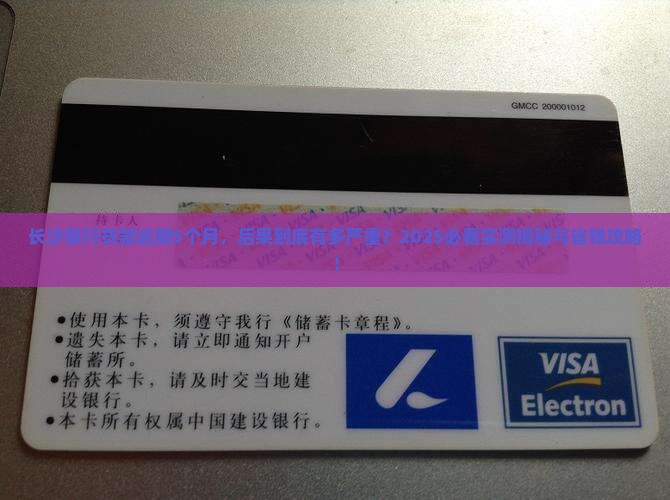 GMCC 200001012
持卡人
长沙银行贷款逾期5个月，后果到底有多严重？2025必看实测揭秘与省钱攻略
！
●使用本卡，须遵守我行《储蓄卡章程》。
●遗失本卡，请立即通知开户
储蓄所。
●拾获本卡，请及时交当地建
设银行。
●本卡所有权属中国建设银行。
VISA
Electron